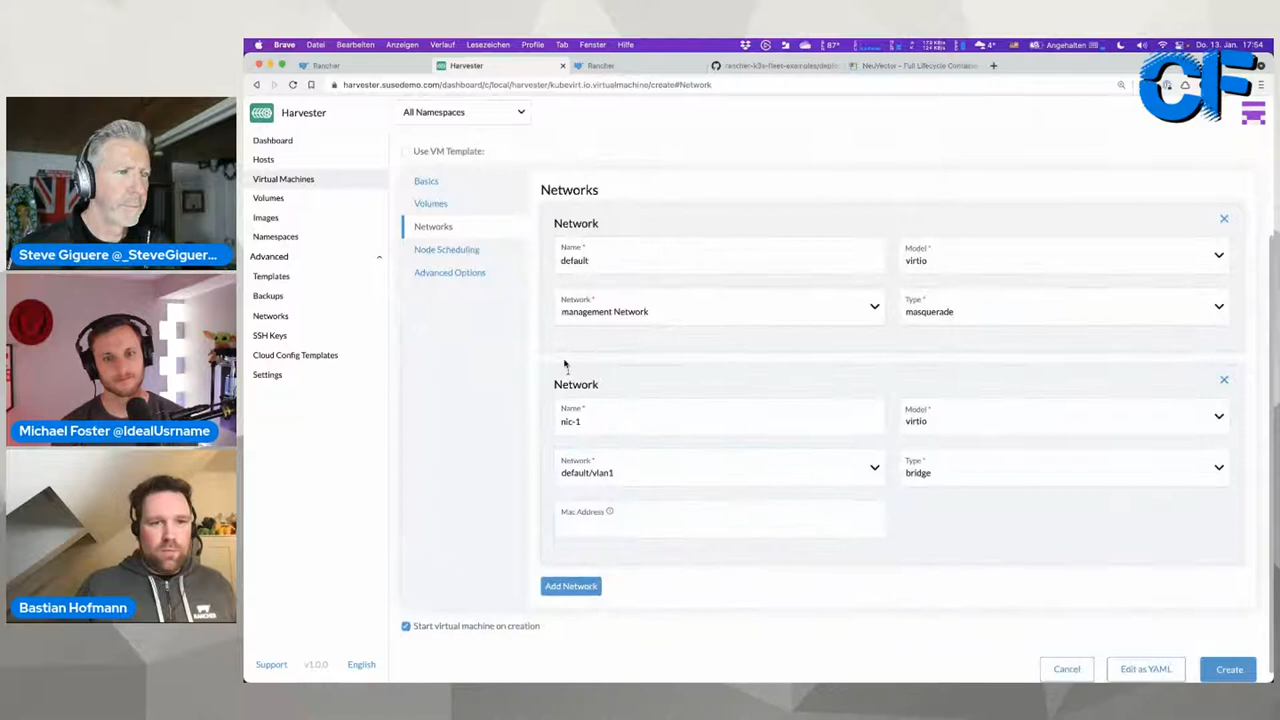 Brave Datei Bearbeiten Anzeigen Verlauf Lesezeichen Profile Tab Fenster Hilfe
87° 4° Angehalten Do. 13. Jan. 17:54
Rancher
Harvester
Rancher
rancher-k3s-fleet-examples/deplo
NeuVector – Full Lifecycle Containe
harvester.susedemo.com/dashboard/c/local/harvester/kubevirt.io.virtualmachine/create#Network
CF
Harvester
All Namespaces
Dashboard
Hosts
Virtual Machines
Volumes
Images
Namespaces
Advanced
Templates
Backups
Networks
SSH Keys
Cloud Config Templates
Settings
Support v1.0.0 English
Use VM Template:
Basics
Volumes
Networks
Node Scheduling
Advanced Options
Networks
Network
Name *
default
Model *
virtio
Network *
management Network
Type *
masquerade
Network
Name *
nic-1
Model *
virtio
Network *
default/vlan1
Type *
bridge
Mac Address
Add Network
Start virtual machine on creation
Cancel
Edit as YAML
Create
Steve Giguere @_SteveGiguer...
Michael Foster @IdealUsrname
Bastian Hofmann
RANCHER